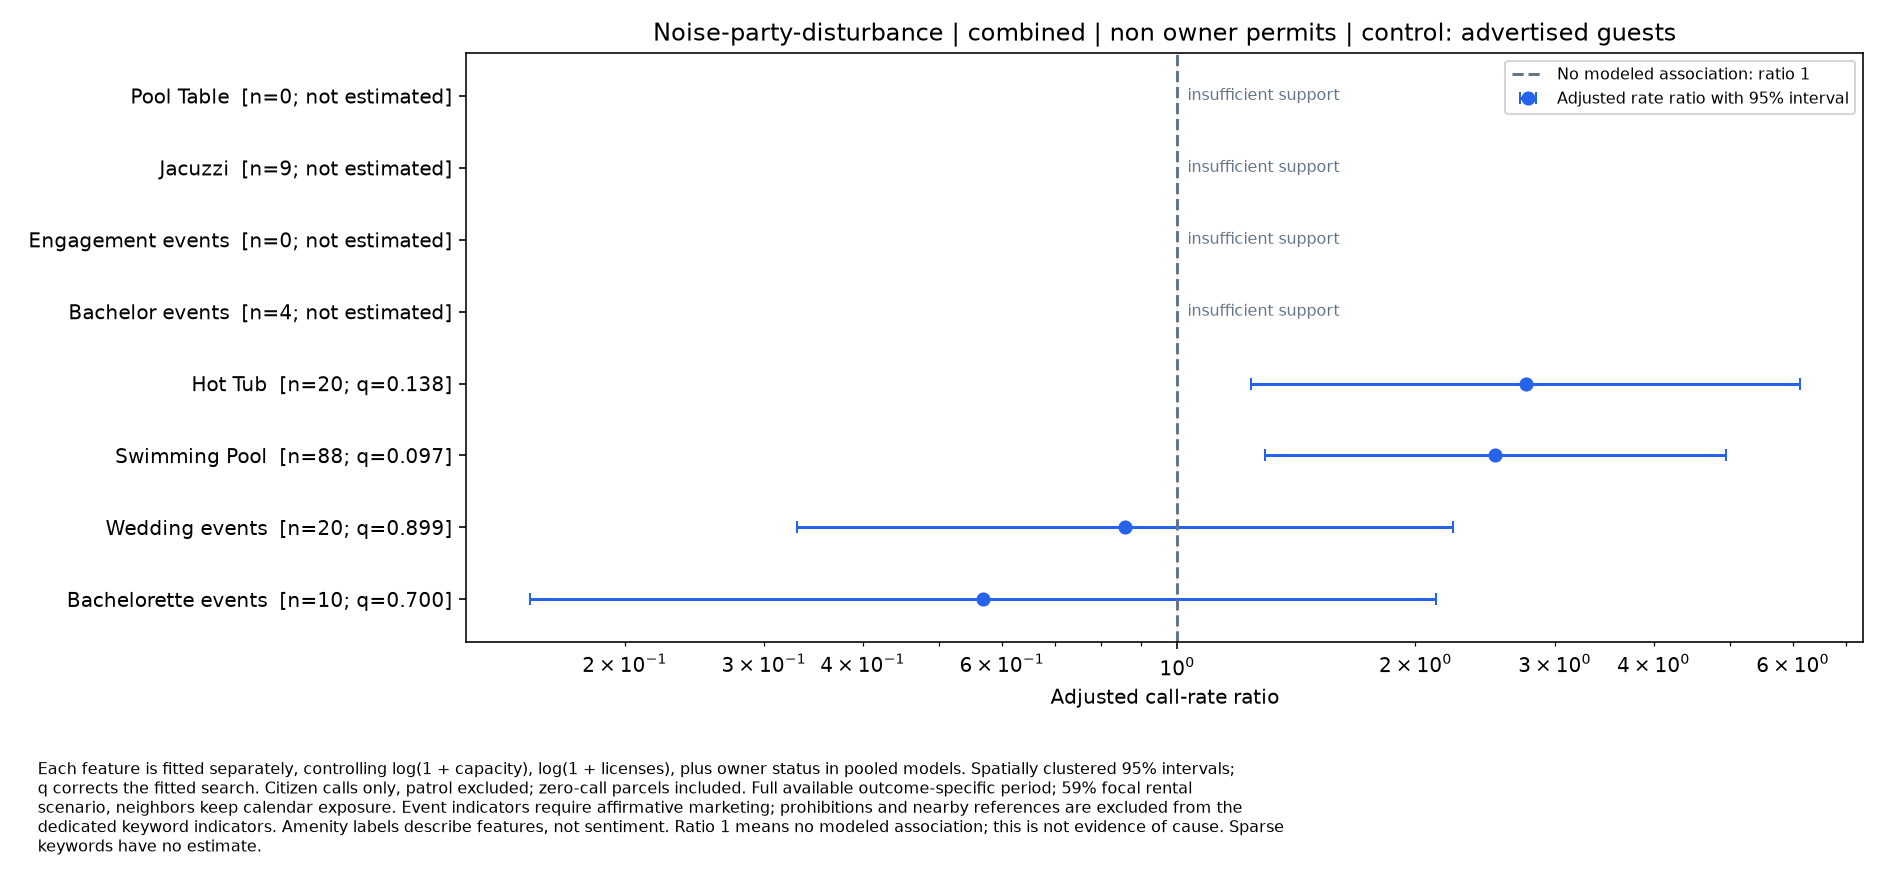 Noise-party-disturbance | combined | non owner permits | control: advertised guests
No modeled association: ratio 1
Adjusted rate ratio with 95% interval
Pool Table [n=0; not estimated]
insufficient support
Jacuzzi [n=9; not estimated]
insufficient support
Engagement events [n=0; not estimated]
insufficient support
Bachelor events [n=4; not estimated]
insufficient support
Hot Tub [n=20; q=0.138]
Swimming Pool [n=88; q=0.097]
Wedding events [n=20; q=0.899]
Bachelorette events [n=10; q=0.700]
2 × 10⁻¹ 3 × 10⁻¹ 4 × 10⁻¹ 6 × 10⁻¹ 10⁰ 2 × 10⁰ 3 × 10⁰ 4 × 10⁰ 6 × 10⁰
Adjusted call-rate ratio
Each feature is fitted separately, controlling log(1 + capacity), log(1 + licenses), plus owner status in pooled models. Spatially clustered 95% intervals;
q corrects the fitted search. Citizen calls only, patrol excluded; zero-call parcels included. Full available outcome-specific period; 59% focal rental
scenario, neighbors keep calendar exposure. Event indicators require affirmative marketing; prohibitions and nearby references are excluded from the
dedicated keyword indicators. Amenity labels describe features, not sentiment. Ratio 1 means no modeled association; this is not evidence of cause. Sparse
keywords have no estimate.